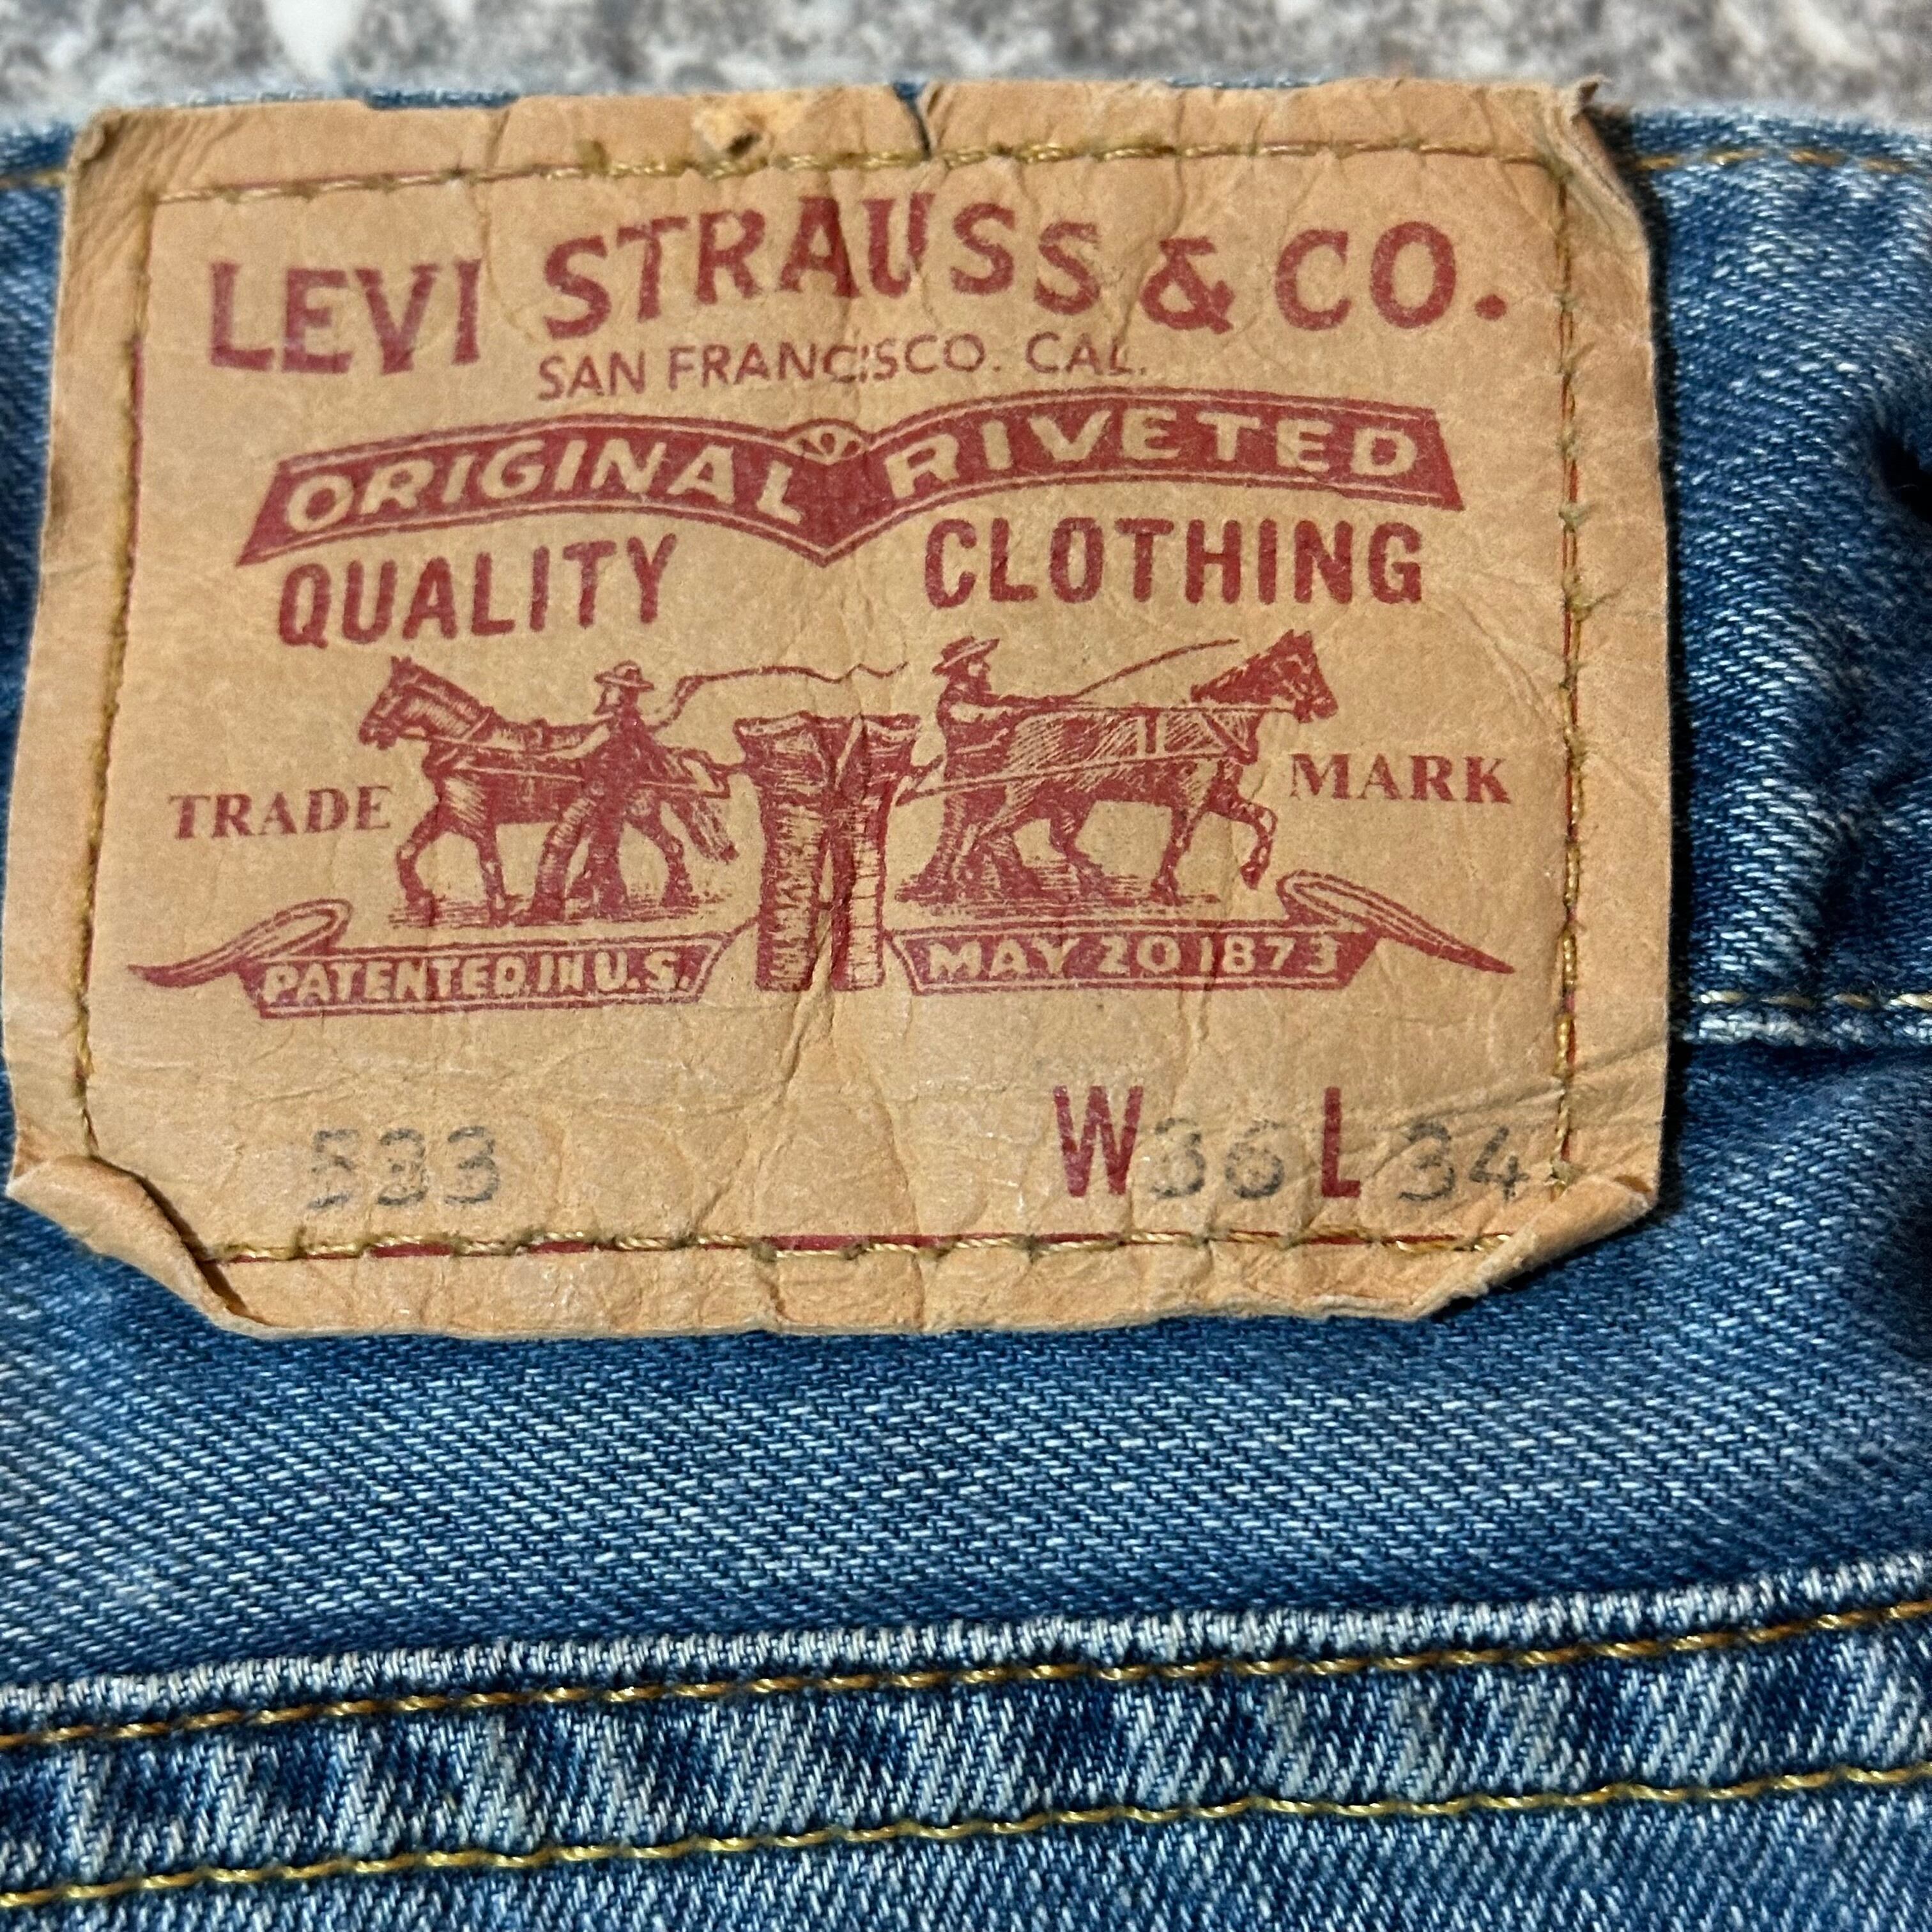 LEVI STRAUSS & CO.
SAN FRANCISCO. CAL.
ORIGINAL RIVETED
QUALITY CLOTHING
TRADE MARK
PATENTED IN U.S. MAY 20 1873
533 W36 L34